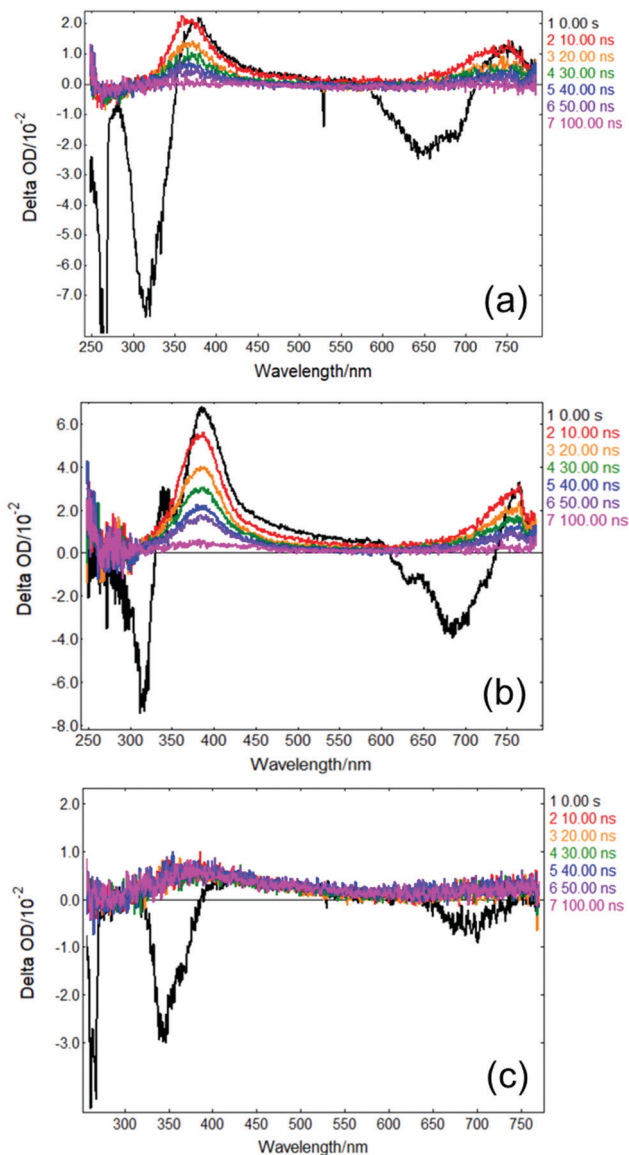 2.0
1.0
0.0
-1.0
-2.0
-3.0
-4.0
-5.0
-6.0
-7.0
Delta OD/10⁻²
250 300 350 400 450 500 550 600 650 700 750
Wavelength/nm
1 0.00 s
2 10.00 ns
3 20.00 ns
4 30.00 ns
5 40.00 ns
6 50.00 ns
7 100.00 ns
(a)
6.0
4.0
2.0
0.0
-2.0
-4.0
-6.0
-8.0
Delta OD/10⁻²
250 300 350 400 450 500 550 600 650 700 750
Wavelength/nm
1 0.00 s
2 10.00 ns
3 20.00 ns
4 30.00 ns
5 40.00 ns
6 50.00 ns
7 100.00 ns
(b)
2.0
1.0
0.0
-1.0
-2.0
-3.0
Delta OD/10⁻²
300 350 400 450 500 550 600 650 700 750
Wavelength/nm
1 0.00 s
2 10.00 ns
3 20.00 ns
4 30.00 ns
5 40.00 ns
6 50.00 ns
7 100.00 ns
(c)